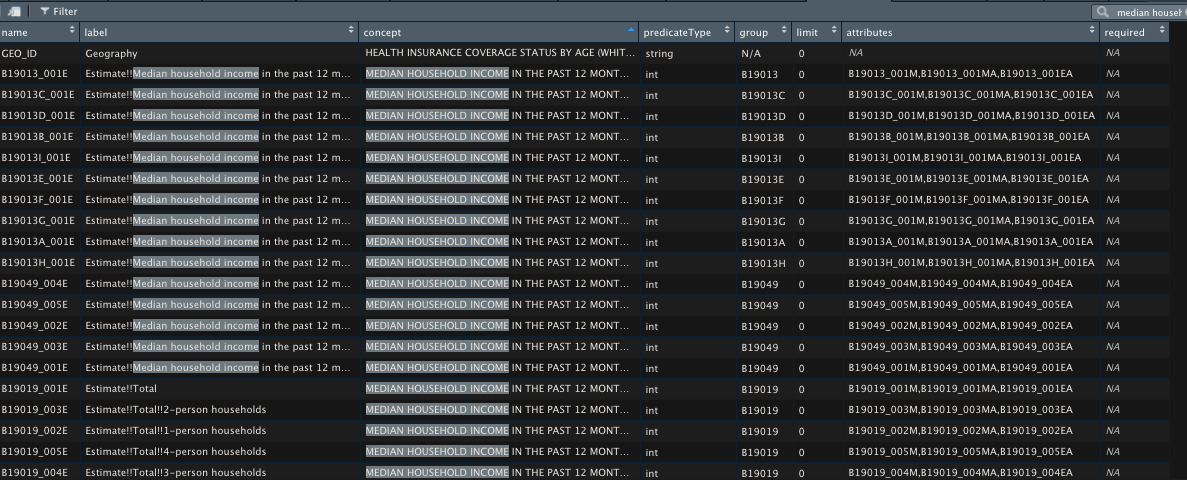 Filter median househ
name label concept predicateType group limit attributes required
GEO_ID Geography HEALTH INSURANCE COVERAGE STATUS BY AGE (WHIT... string N/A 0 NA NA
B19013_001E Estimate!!Median household income in the past 12 m... MEDIAN HOUSEHOLD INCOME IN THE PAST 12 MONT... int B19013 0 B19013_001M,B19013_001MA,B19013_001EA NA
B19013C_001E Estimate!!Median household income in the past 12 m... MEDIAN HOUSEHOLD INCOME IN THE PAST 12 MONT... int B19013C 0 B19013C_001M,B19013C_001MA,B19013C_001EA NA
B19013D_001E Estimate!!Median household income in the past 12 m... MEDIAN HOUSEHOLD INCOME IN THE PAST 12 MONT... int B19013D 0 B19013D_001M,B19013D_001MA,B19013D_001EA NA
B19013B_001E Estimate!!Median household income in the past 12 m... MEDIAN HOUSEHOLD INCOME IN THE PAST 12 MONT... int B19013B 0 B19013B_001M,B19013B_001MA,B19013B_001EA NA
B19013I_001E Estimate!!Median household income in the past 12 m... MEDIAN HOUSEHOLD INCOME IN THE PAST 12 MONT... int B19013I 0 B19013I_001M,B19013I_001MA,B19013I_001EA NA
B19013E_001E Estimate!!Median household income in the past 12 m... MEDIAN HOUSEHOLD INCOME IN THE PAST 12 MONT... int B19013E 0 B19013E_001M,B19013E_001MA,B19013E_001EA NA
B19013F_001E Estimate!!Median household income in the past 12 m... MEDIAN HOUSEHOLD INCOME IN THE PAST 12 MONT... int B19013F 0 B19013F_001M,B19013F_001MA,B19013F_001EA NA
B19013G_001E Estimate!!Median household income in the past 12 m... MEDIAN HOUSEHOLD INCOME IN THE PAST 12 MONT... int B19013G 0 B19013G_001M,B19013G_001MA,B19013G_001EA NA
B19013A_001E Estimate!!Median household income in the past 12 m... MEDIAN HOUSEHOLD INCOME IN THE PAST 12 MONT... int B19013A 0 B19013A_001M,B19013A_001MA,B19013A_001EA NA
B19013H_001E Estimate!!Median household income in the past 12 m... MEDIAN HOUSEHOLD INCOME IN THE PAST 12 MONT... int B19013H 0 B19013H_001M,B19013H_001MA,B19013H_001EA NA
B19049_004E Estimate!!Median household income in the past 12 m... MEDIAN HOUSEHOLD INCOME IN THE PAST 12 MONT... int B19049 0 B19049_004M,B19049_004MA,B19049_004EA NA
B19049_005E Estimate!!Median household income in the past 12 m... MEDIAN HOUSEHOLD INCOME IN THE PAST 12 MONT... int B19049 0 B19049_005M,B19049_005MA,B19049_005EA NA
B19049_002E Estimate!!Median household income in the past 12 m... MEDIAN HOUSEHOLD INCOME IN THE PAST 12 MONT... int B19049 0 B19049_002M,B19049_002MA,B19049_002EA NA
B19049_003E Estimate!!Median household income in the past 12 m... MEDIAN HOUSEHOLD INCOME IN THE PAST 12 MONT... int B19049 0 B19049_003M,B19049_003MA,B19049_003EA NA
B19049_001E Estimate!!Median household income in the past 12 m... MEDIAN HOUSEHOLD INCOME IN THE PAST 12 MONT... int B19049 0 B19049_001M,B19049_001MA,B19049_001EA NA
B19019_001E Estimate!!Total MEDIAN HOUSEHOLD INCOME IN THE PAST 12 MONT... int B19019 0 B19019_001M,B19019_001MA,B19019_001EA NA
B19019_003E Estimate!!Total!!2-person households MEDIAN HOUSEHOLD INCOME IN THE PAST 12 MONT... int B19019 0 B19019_003M,B19019_003MA,B19019_003EA NA
B19019_002E Estimate!!Total!!1-person households MEDIAN HOUSEHOLD INCOME IN THE PAST 12 MONT... int B19019 0 B19019_002M,B19019_002MA,B19019_002EA NA
B19019_005E Estimate!!Total!!4-person households MEDIAN HOUSEHOLD INCOME IN THE PAST 12 MONT... int B19019 0 B19019_005M,B19019_005MA,B19019_005EA NA
B19019_004E Estimate!!Total!!3-person households MEDIAN HOUSEHOLD INCOME IN THE PAST 12 MONT... int B19019 0 B19019_004M,B19019_004MA,B19019_004EA NA